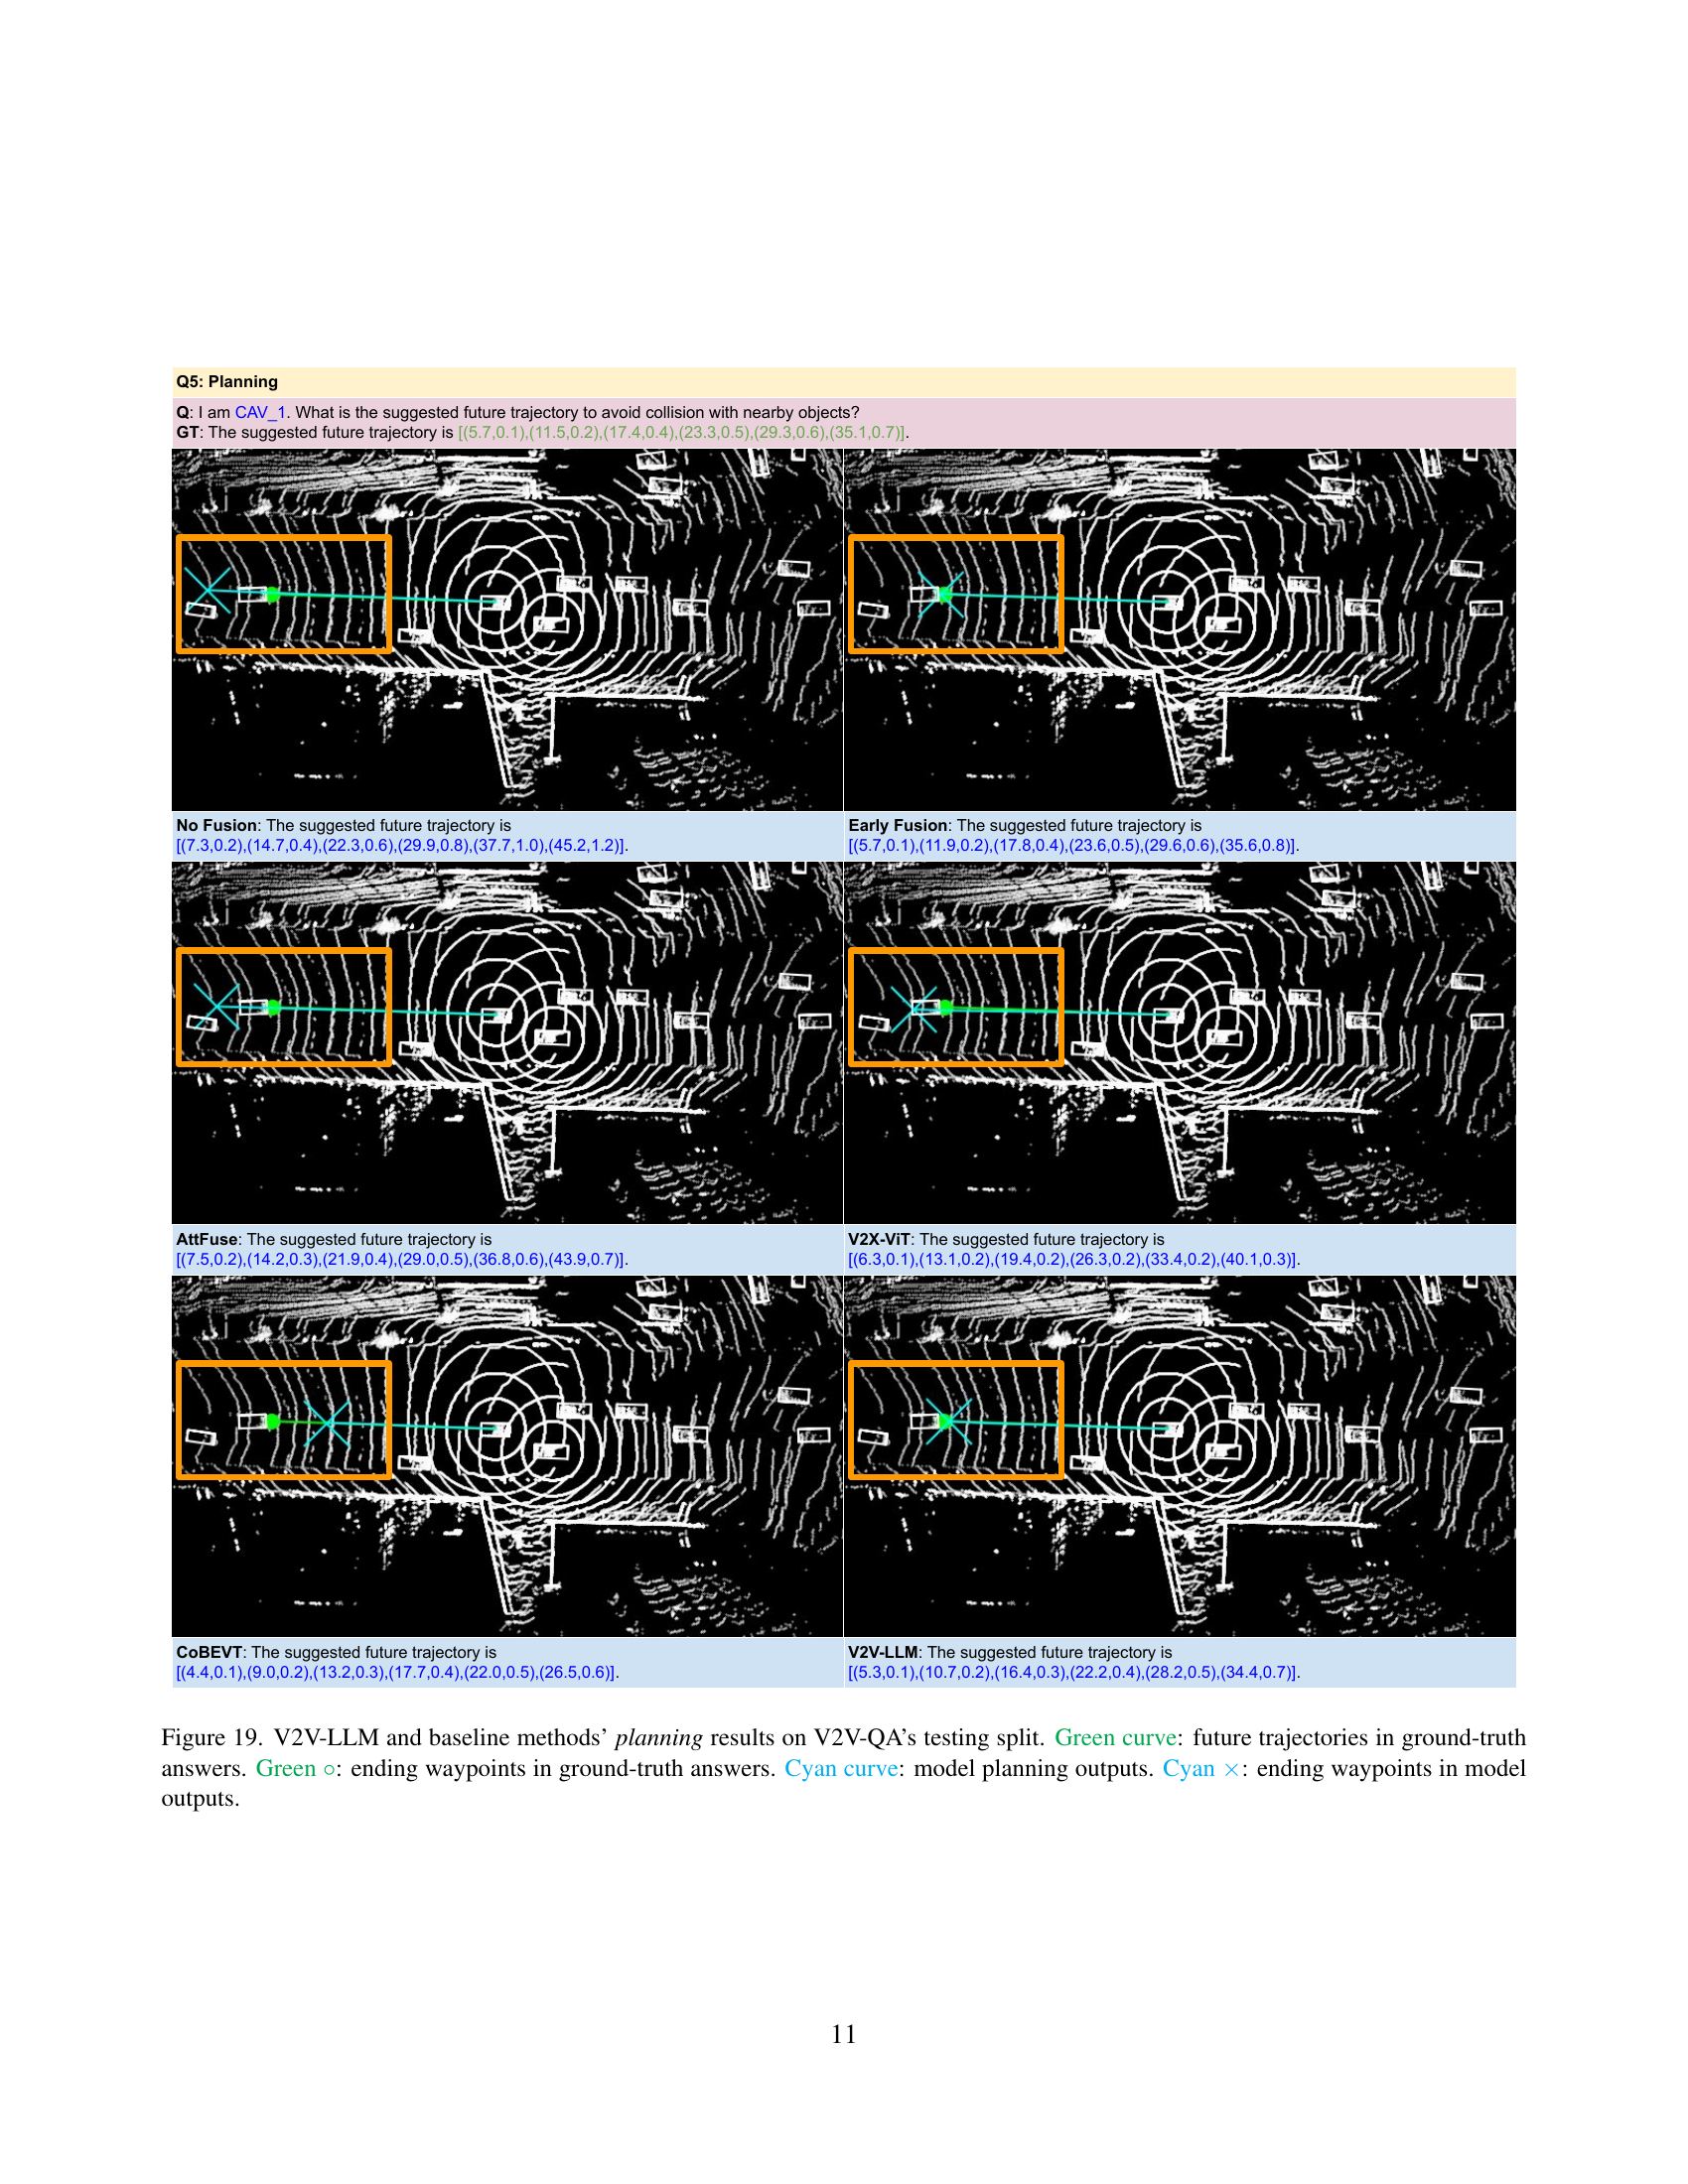 Q5: Planning
Q: I am CAV_1. What is the suggested future trajectory to avoid collision with nearby objects?
GT: The suggested future trajectory is [(5.7,0.1),(11.5,0.2),(17.4,0.4),(23.3,0.5),(29.3,0.6),(35.1,0.7)].
No Fusion: The suggested future trajectory is
[(7.3,0.2),(14.7,0.4),(22.3,0.6),(29.9,0.8),(37.7,1.0),(45.2,1.2)].
Early Fusion: The suggested future trajectory is
[(5.7,0.1),(11.9,0.2),(17.8,0.4),(23.6,0.5),(29.6,0.6),(35.6,0.8)].
AttFuse: The suggested future trajectory is
[(7.5,0.2),(14.2,0.3),(21.9,0.4),(29.0,0.5),(36.8,0.6),(43.9,0.7)].
V2X-ViT: The suggested future trajectory is
[(6.3,0.1),(13.1,0.2),(19.4,0.2),(26.3,0.2),(33.4,0.2),(40.1,0.3)].
CoBEVT: The suggested future trajectory is
[(4.4,0.1),(9.0,0.2),(13.2,0.3),(17.7,0.4),(22.0,0.5),(26.5,0.6)].
V2V-LLM: The suggested future trajectory is
[(5.3,0.1),(10.7,0.2),(16.4,0.3),(22.2,0.4),(28.2,0.5),(34.4,0.7)].
Figure 19. V2V-LLM and baseline methods’ planning results on V2V-QA’s testing split. Green curve: future trajectories in ground-truth
answers. Green ○: ending waypoints in ground-truth answers. Cyan curve: model planning outputs. Cyan ×: ending waypoints in model
outputs.
11